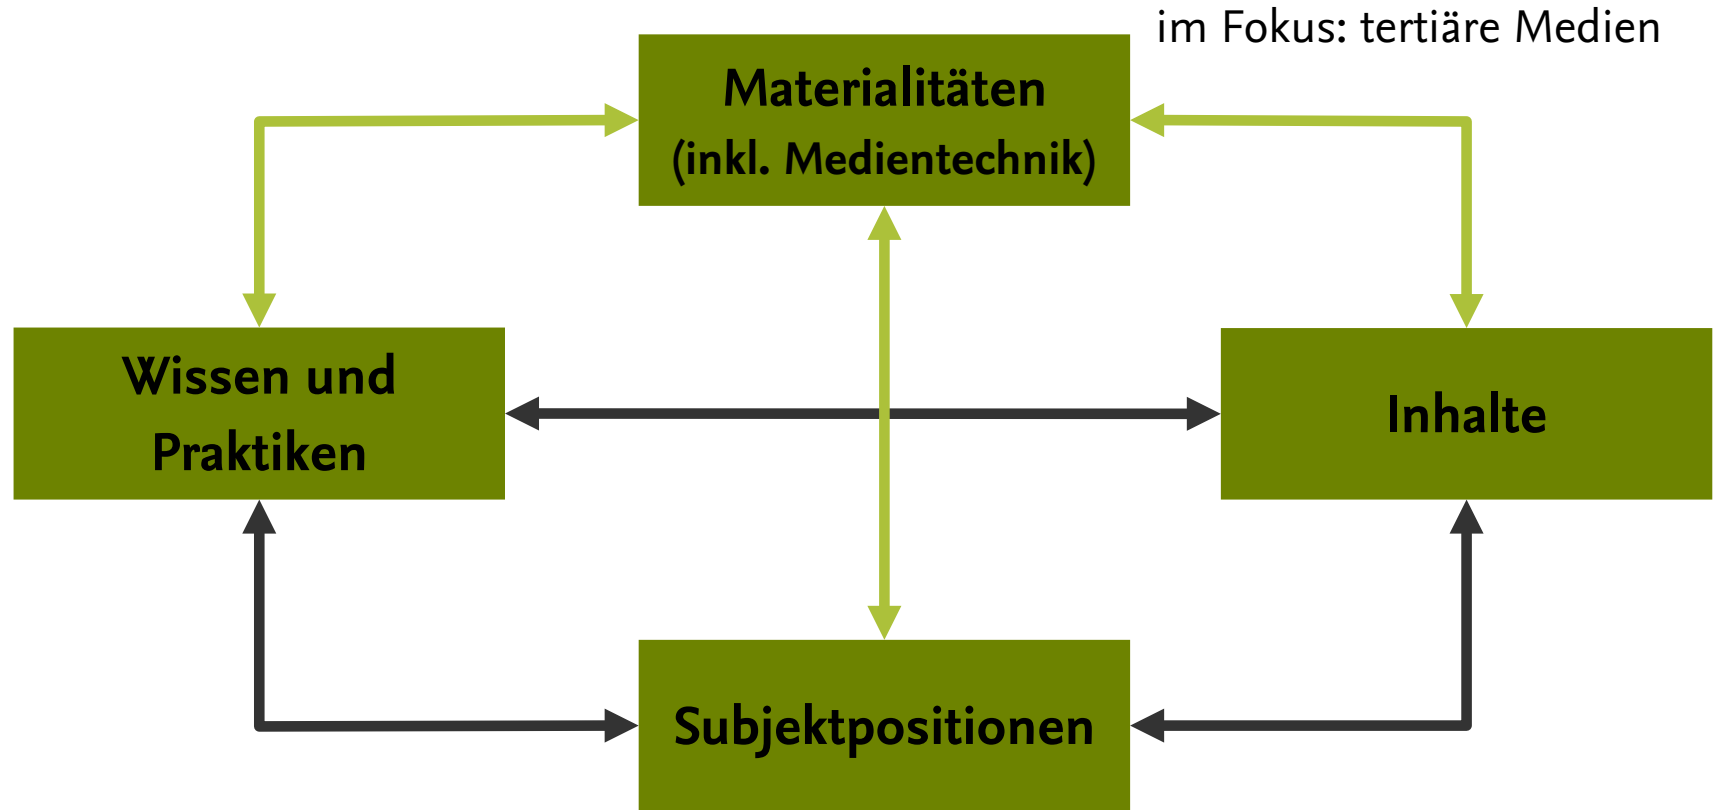 im Fokus: tertiäre Medien
Materialitäten
(inkl. Medientechnik)
Wissen und
Praktiken
Inhalte
Subjektpositionen